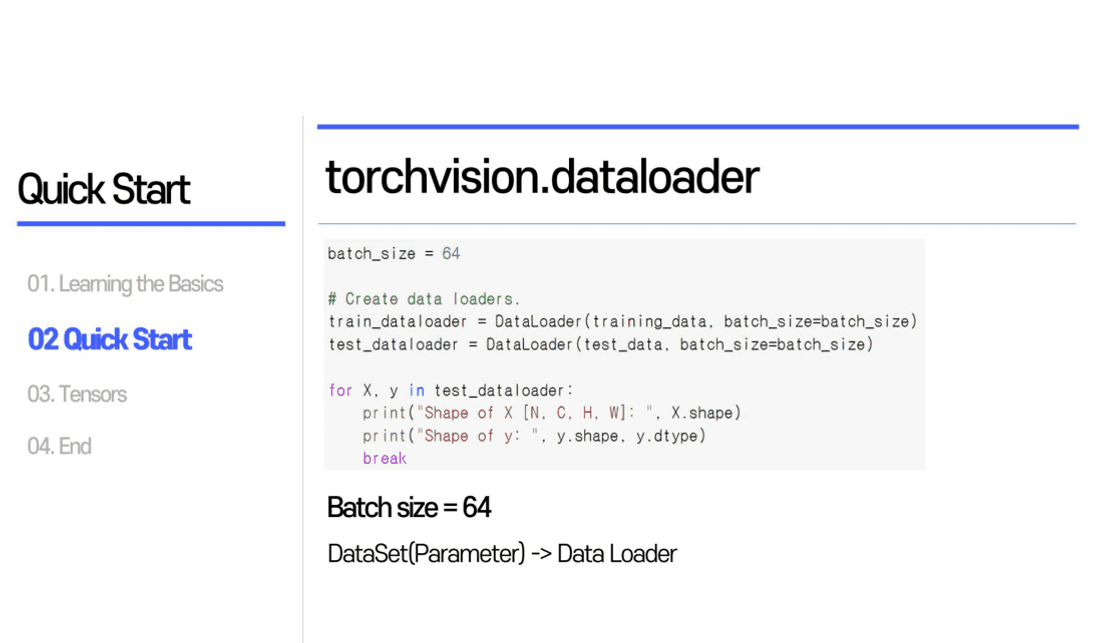 Quick Start
01. Learning the Basics
02 Quick Start
03. Tensors
04. End
torchvision.dataloader
batch_size = 64
# Create data loaders.
train_dataloader = DataLoader(training_data, batch_size=batch_size)
test_dataloader = DataLoader(test_data, batch_size=batch_size)
for X, y in test_dataloader:
    print("Shape of X [N, C, H, W]: ", X.shape)
    print("Shape of y: ", y.shape, y.dtype)
    break
Batch size = 64
DataSet(Parameter) -> Data Loader